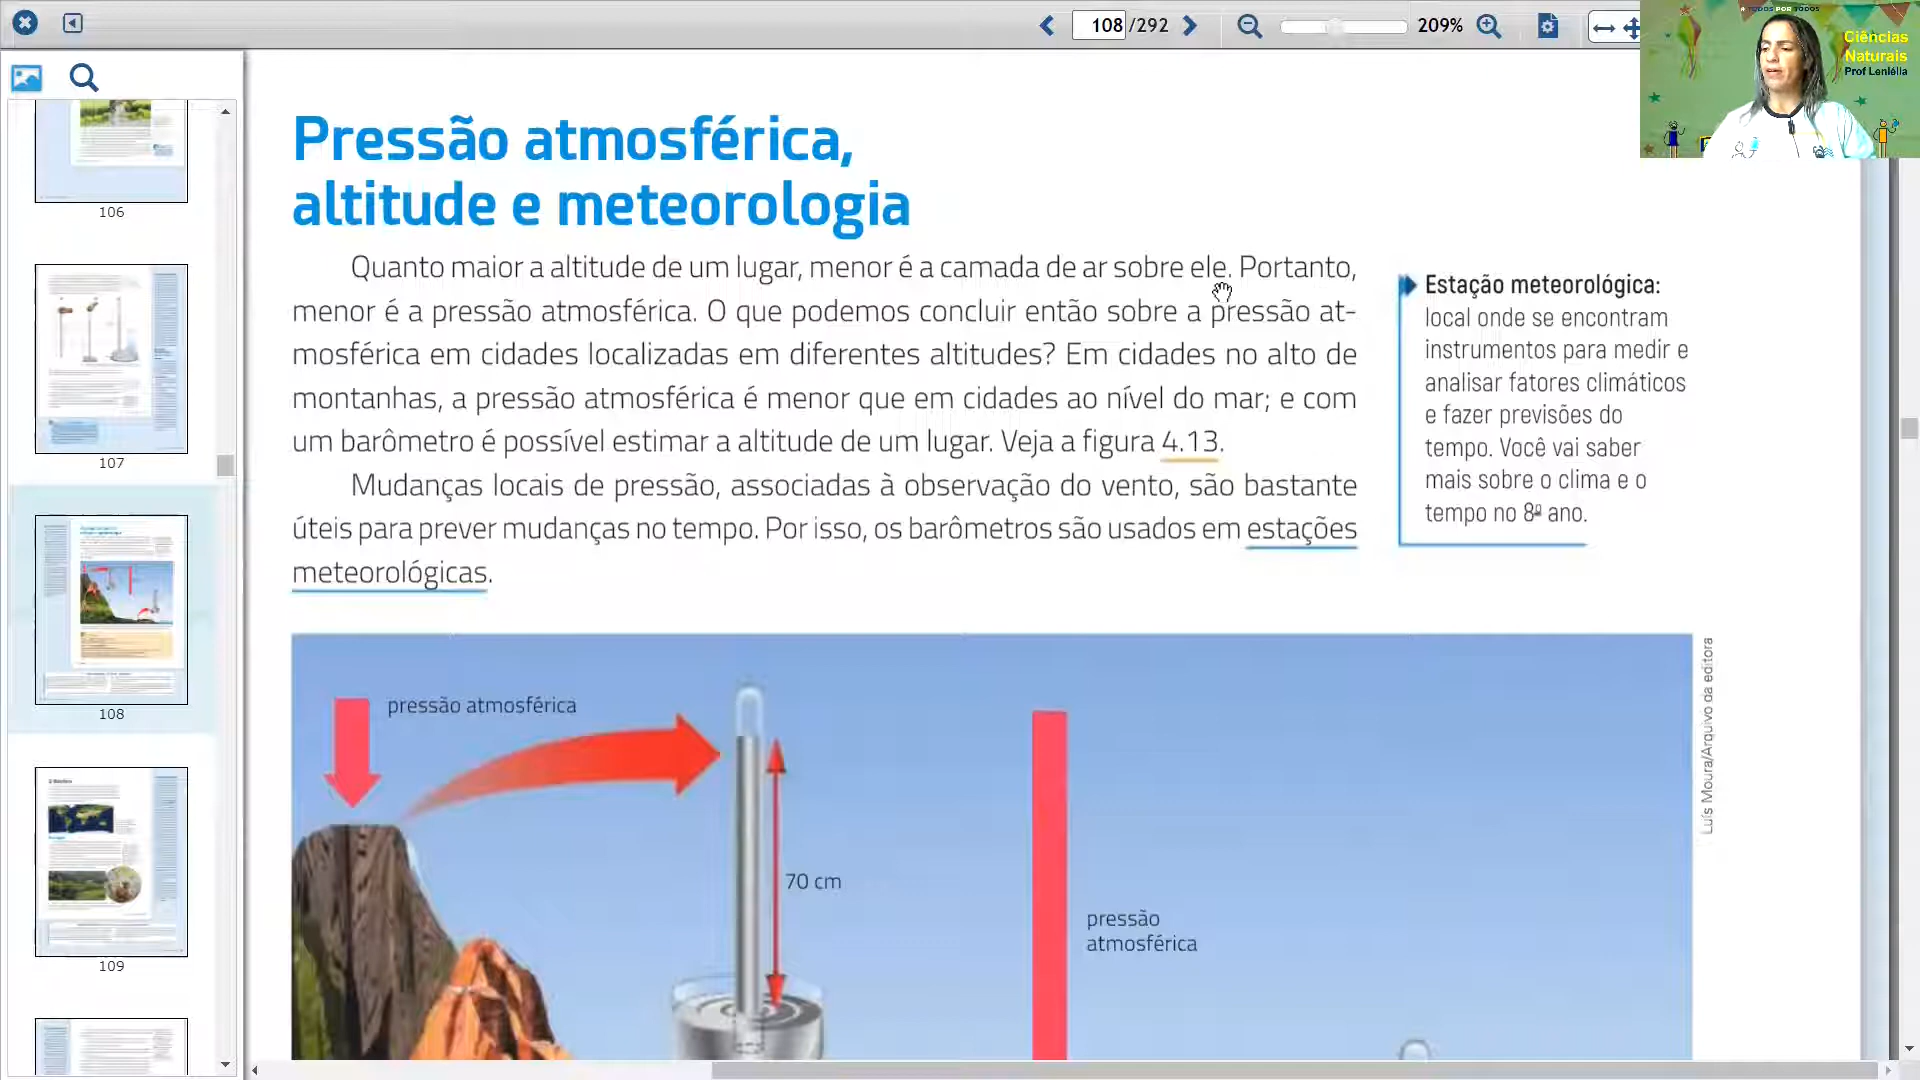 108 /292
209%
# TODOS POR TODOS
Ciências
Naturais
Prof Leniélia
106
107
108
109
Pressão atmosférica,
altitude e meteorologia
Quanto maior a altitude de um lugar, menor é a camada de ar sobre ele. Portanto,
menor é a pressão atmosférica. O que podemos concluir então sobre a pressão at-
mosférica em cidades localizadas em diferentes altitudes? Em cidades no alto de
montanhas, a pressão atmosférica é menor que em cidades ao nível do mar; e com
um barômetro é possível estimar a altitude de um lugar. Veja a figura 4.13.
Mudanças locais de pressão, associadas à observação do vento, são bastante
úteis para prever mudanças no tempo. Por isso, os barômetros são usados em estações
meteorológicas.
Estação meteorológica:
local onde se encontram
instrumentos para medir e
analisar fatores climáticos
e fazer previsões do
tempo. Você vai saber
mais sobre o clima e o
tempo no 8º ano.
pressão atmosférica
70 cm
pressão
atmosférica
Luís Moura/Arquivo da editora